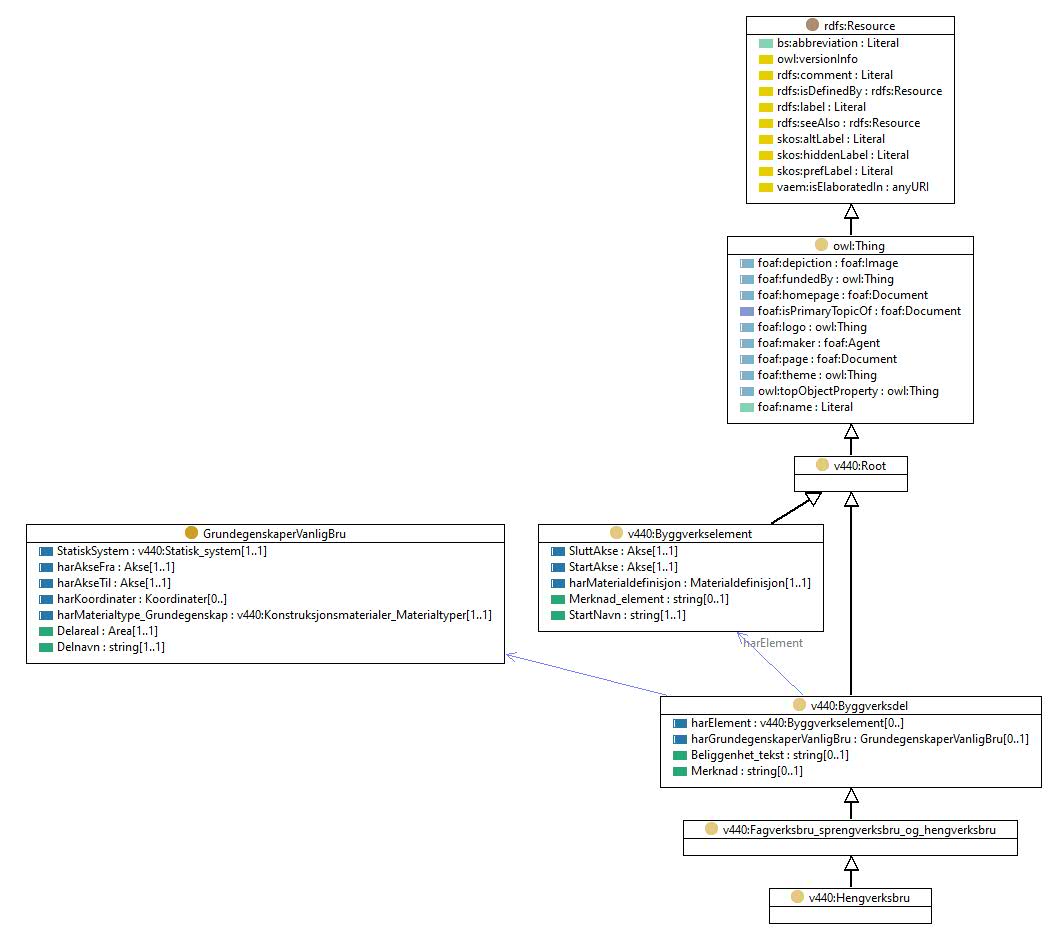 rdfs:Resource
bs:abbreviation : Literal
owl:versionInfo
rdfs:comment : Literal
rdfs:isDefinedBy : rdfs:Resource
rdfs:label : Literal
rdfs:seeAlso : rdfs:Resource
skos:altLabel : Literal
skos:hiddenLabel : Literal
skos:prefLabel : Literal
vaem:isElaboratedIn : anyURI
owl:Thing
foaf:depiction : foaf:Image
foaf:fundedBy : owl:Thing
foaf:homepage : foaf:Document
foaf:isPrimaryTopicOf : foaf:Document
foaf:logo : owl:Thing
foaf:maker : foaf:Agent
foaf:page : foaf:Document
foaf:theme : owl:Thing
owl:topObjectProperty : owl:Thing
foaf:name : Literal
v440:Root
GrundegenskaperVanligBru
StatiskSystem : v440:Statisk_system[1..1]
harAkseFra : Akse[1..1]
harAkseTil : Akse[1..1]
harKoordinater : Koordinater[0..]
harMaterialtype_Grundegenskap : v440:Konstruksjonsmaterialer_Materialtyper[1..1]
Delareal : Area[1..1]
Delnavn : string[1..1]
v440:Byggverkselement
SluttAkse : Akse[1..1]
StartAkse : Akse[1..1]
harMaterialdefinisjon : Materialdefinisjon[1..1]
Merknad_element : string[0..1]
StartNavn : string[1..1]
harElement
v440:Byggverksdel
harElement : v440:Byggverkselement[0..]
harGrundegenskaperVanligBru : GrundegenskaperVanligBru[0..1]
Beliggenhet_tekst : string[0..1]
Merknad : string[0..1]
v440:Fagverksbru_sprengverksbru_og_hengverksbru
v440:Hengverksbru